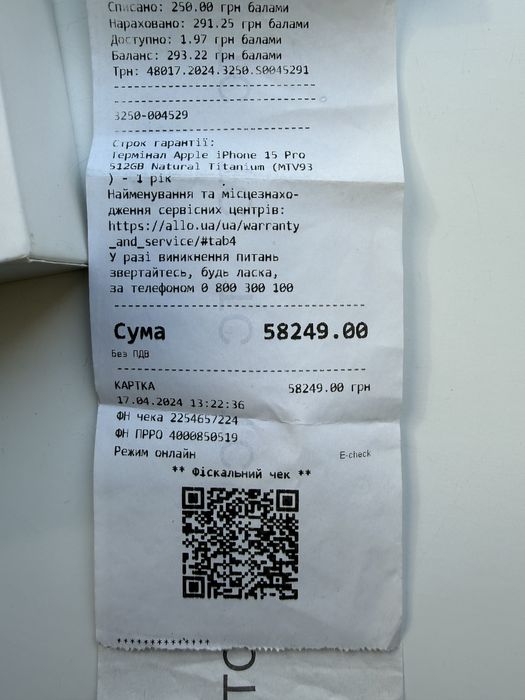 Списано: 250.00 грн балами
Нараховано: 291.25 грн балами
Доступно: 1.97 грн балами
Баланс: 293.22 грн балами
Трн: 48017.2024.3250.S0045291
--------------------------------
--------------------------------
3250-004529
--------------------------------
Строк гарантії:
Термінал Apple iPhone 15 Pro
512GB Natural Titanium (MTV93
) - 1 рік
Найменування та місцезнахо-
дження сервісних центрів:
https://allo.ua/ua/warranty
_and_service/#tab4
У разі виникнення питань
звертайтесь, будь ласка,
за телефоном 0 800 300 100
--------------------------------
Сума 58249.00
Без ПДВ
--------------------------------
КАРТКА 58249.00 грн
17.04.2024 13:22:36
ФН чека 2254657224
ФН ПРРО 4000850519
Режим онлайн E-check
** Фіскальний чек **
*************